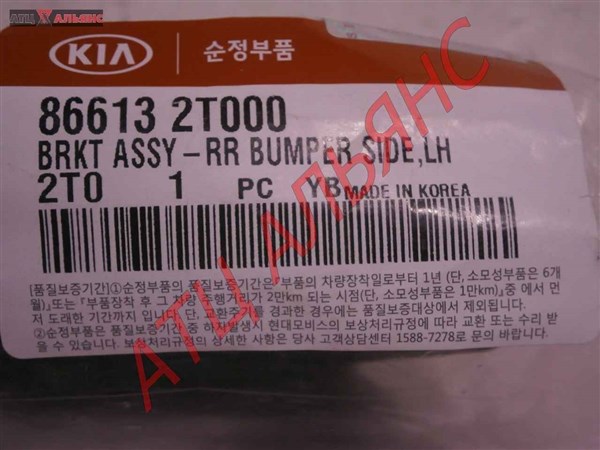 АТЦ АЛЬЯНС
KIA 순정부품
86613 2T000
BRKT ASSY-RR BUMPER SIDE,LH
2T0 1 PC YB MADE IN KOREA
[품질보증기간]①순정부품의 품질보증기간은「부품의 차량장착일로부터 1년 (단, 소모성부품은 6개
월)」또는「부품장착 후 그 차량 주행거리가 2만km 되는 시점(단, 소모성부품은 1만km)」중 에서 먼
저 도래한 기간까지 입니다. 단, 교환주기를 경과한 경우에는 품질보증대상에서 제외됩니다.
②순정부품은 품질보증기간 중 하자발생시 현대모비스의 보상처리규정에 따라 교환 또는 수리 받
을 수 있습니다. 보상처리규정의 상세한 사항은 당사 고객상담센터 1588-7278로 문의 바랍니다.
АТЦ АЛЬЯНС